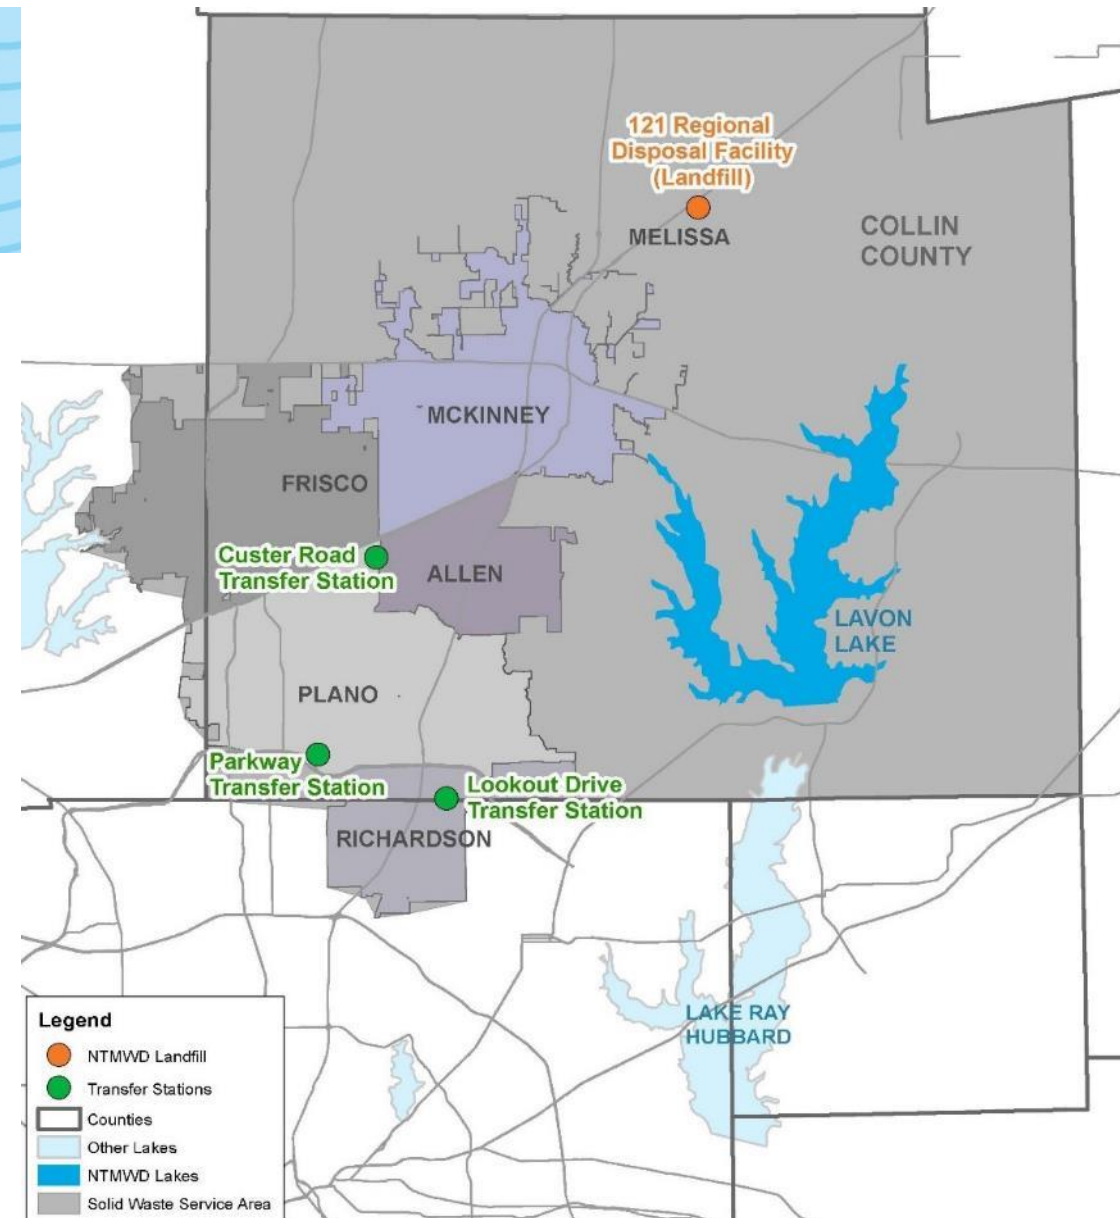 121 Regional
Disposal Facility
(Landfill)
MELISSA
COLLIN
COUNTY
MCKINNEY
FRISCO
Custer Road
Transfer Station
ALLEN
LAVON
LAKE
PLANO
Parkway
Transfer Station
Lookout Drive
Transfer Station
RICHARDSON
LAKE RAY
HUBBARD
Legend
NTMWD Landfill
Transfer Stations
Counties
Other Lakes
NTMWD Lakes
Solid Waste Service Area